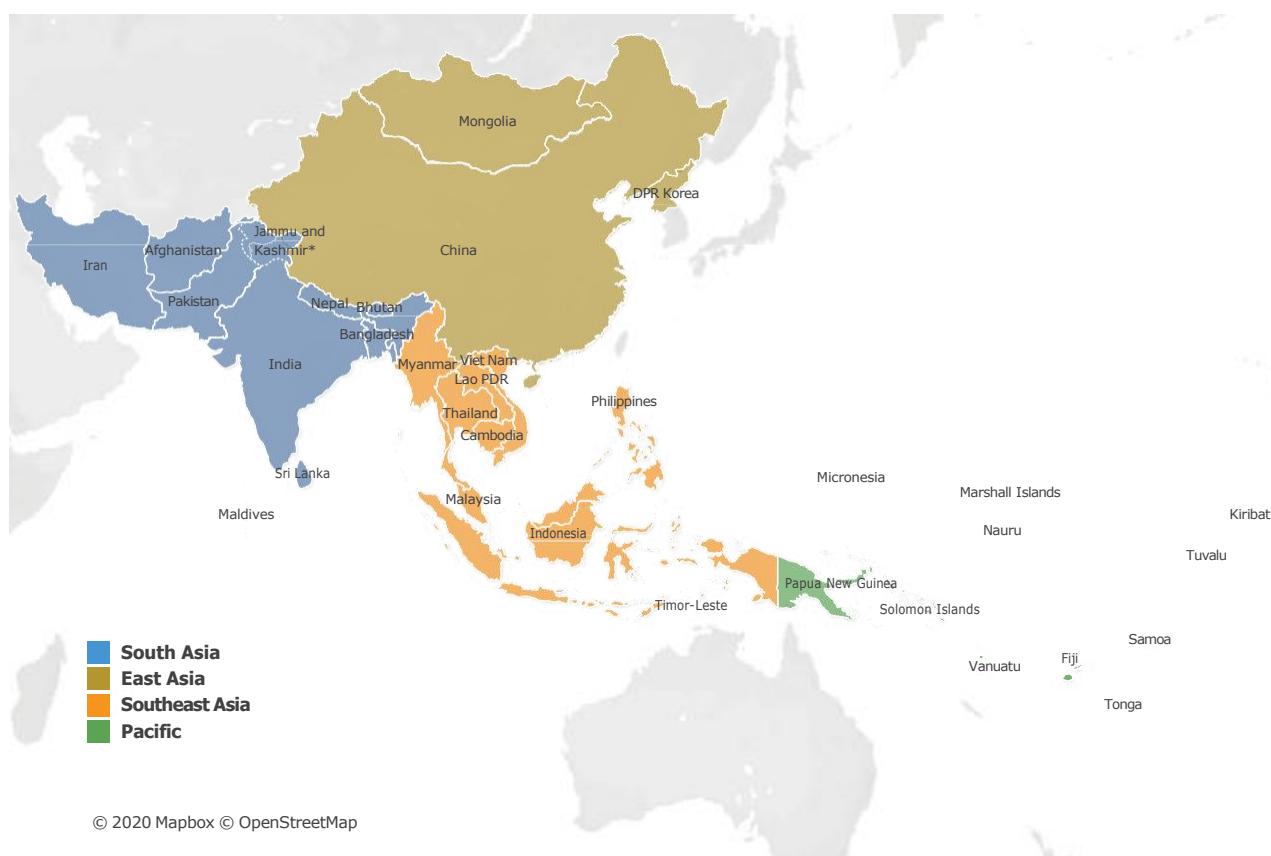 Mongolia
DPR Korea
Jammu and
Kashmir*
China
Afghanistan
Iran
Pakistan
Nepal
Bhutan
Bangladesh
India
Myanmar
Viet Nam
Lao PDR
Philippines
Thailand
Cambodia
Sri Lanka
Micronesia
Malaysia
Marshall Islands
Maldives
Kiribat
Nauru
Indonesia
Tuvalu
Papua New Guinea
Timor-Leste
Solomon Islands
Samoa
Fiji
Vanuatu
Tonga
South Asia
East Asia
Southeast Asia
Pacific
© 2020 Mapbox © OpenStreetMap